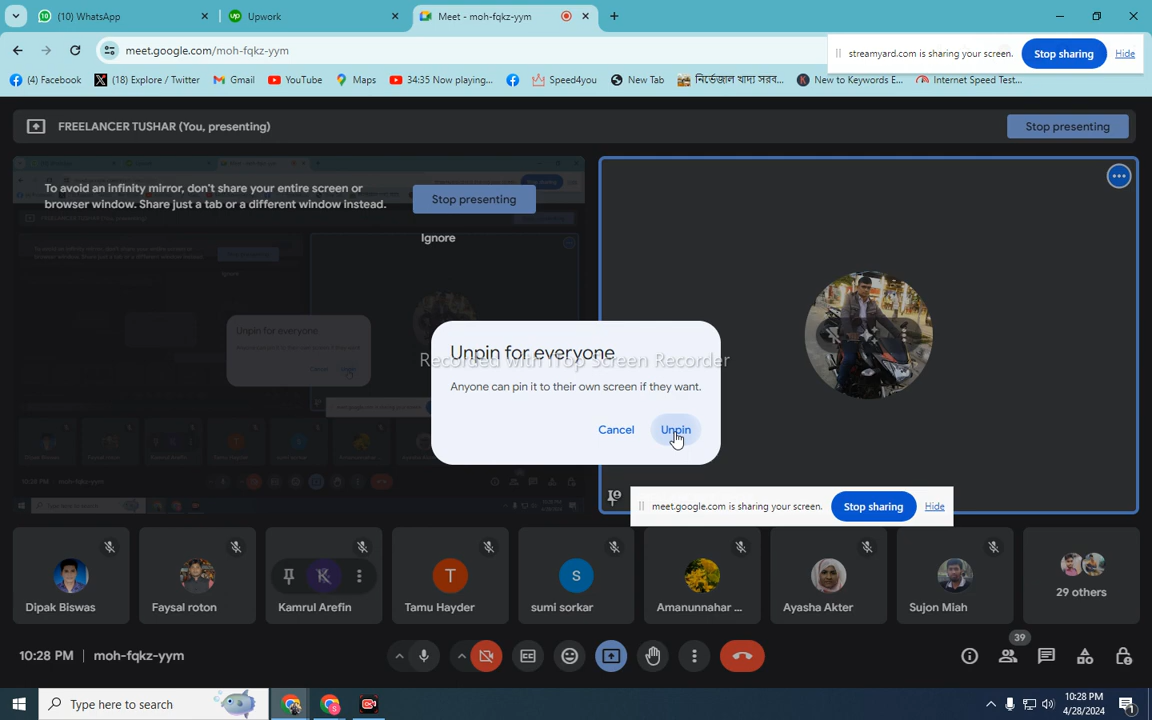 (10) WhatsApp
Upwork
Meet - moh-fqkz-yym
meet.google.com/moh-fqkz-yym
streamyard.com is sharing your screen. Stop sharing Hide
(4) Facebook
(18) Explore / Twitter
Gmail
YouTube
Maps
34:35 Now playing...
Speed4you
New Tab
নির্ভেজাল খাদ্য সরব...
New to Keywords E...
Internet Speed Test...
FREELANCER TUSHAR (You, presenting)
Stop presenting
To avoid an infinity mirror, don't share your entire screen or
browser window. Share just a tab or a different window instead.
Stop presenting
Ignore
Unpin for everyone
Recorded with iTop Screen Recorder
Anyone can pin it to their own screen if they want.
Cancel Unpin
meet.google.com is sharing your screen. Stop sharing Hide
Dipak Biswas
Faysal roton
K
Kamrul Arefin
T
Tamu Hayder
S
sumi sorkar
Amanunnahar ...
Ayasha Akter
Sujon Miah
29 others
39
10:28 PM | moh-fqkz-yym
Type here to search
10:28 PM
4/28/2024
1